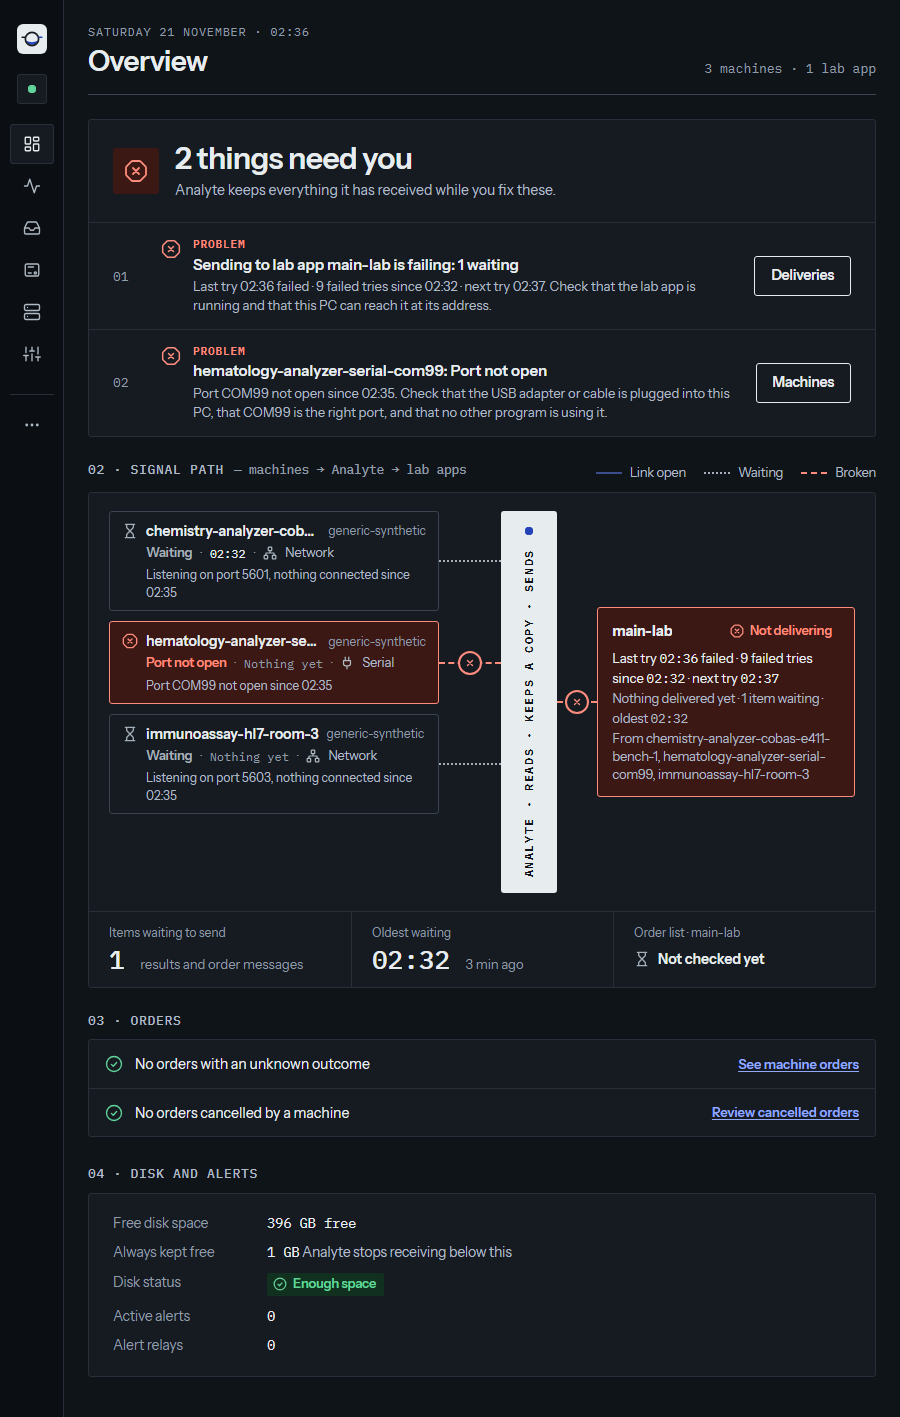 SATURDAY 21 NOVEMBER · 02:36
Overview
3 machines · 1 lab app
2 things need you
Analyte keeps everything it has received while you fix these.
01
PROBLEM
Sending to lab app main-lab is failing: 1 waiting
Last try 02:36 failed · 9 failed tries since 02:32 · next try 02:37. Check that the lab app is
running and that this PC can reach it at its address.
Deliveries
02
PROBLEM
hematology-analyzer-serial-com99: Port not open
Port COM99 not open since 02:35. Check that the USB adapter or cable is plugged into this
PC, that COM99 is the right port, and that no other program is using it.
Machines
02 · SIGNAL PATH — machines → Analyte → lab apps
Link open
Waiting
Broken
chemistry-analyzer-cob... generic-synthetic
Waiting · 02:32 · Network
Listening on port 5601, nothing connected since
02:35
hematology-analyzer-se... generic-synthetic
Port not open · Nothing yet · Serial
Port COM99 not open since 02:35
immunoassay-hl7-room-3 generic-synthetic
Waiting · Nothing yet · Network
Listening on port 5603, nothing connected since
02:35
ANALYTE · READS · KEEPS A COPY · SENDS
main-lab Not delivering
Last try 02:36 failed · 9 failed tries
since 02:32 · next try 02:37
Nothing delivered yet · 1 item waiting ·
oldest 02:32
From chemistry-analyzer-cobas-e411-
bench-1, hematology-analyzer-serial-
com99, immunoassay-hl7-room-3
Items waiting to send
1 results and order messages
Oldest waiting
02:32 3 min ago
Order list · main-lab
Not checked yet
03 · ORDERS
No orders with an unknown outcome
See machine orders
No orders cancelled by a machine
Review cancelled orders
04 · DISK AND ALERTS
Free disk space 396 GB free
Always kept free 1 GB Analyte stops receiving below this
Disk status Enough space
Active alerts 0
Alert relays 0